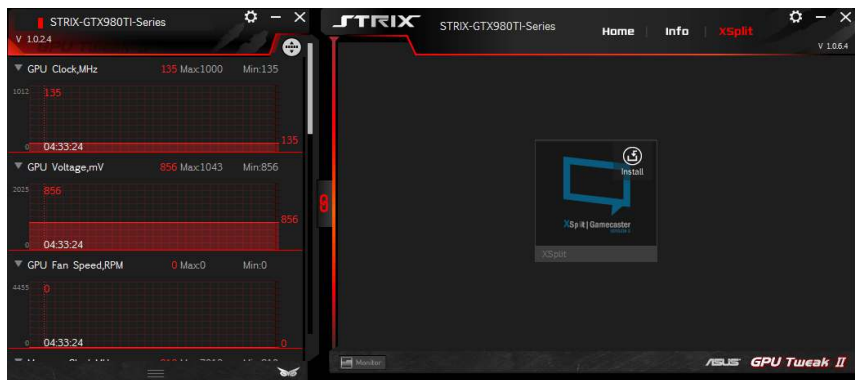 STRIX-GTX980TI-Series
V 1.0.2.4
GPU Clock,MHz 135 Max:1000 Min:135
1012 135
135
0 04:33:24
GPU Voltage,mV 856 Max:1043 Min:856
2025 856
856
0 04:33:24
GPU Fan Speed,RPM 0 Max:0 Min:0
4455 0
0 04:33:24 0
STRIX STRIX-GTX980TI-Series Home Info XSplit
V 1.0.6.4
Install
XSplit | Gamecaster
XSplit
Monitor
ASUS GPU Tweak II